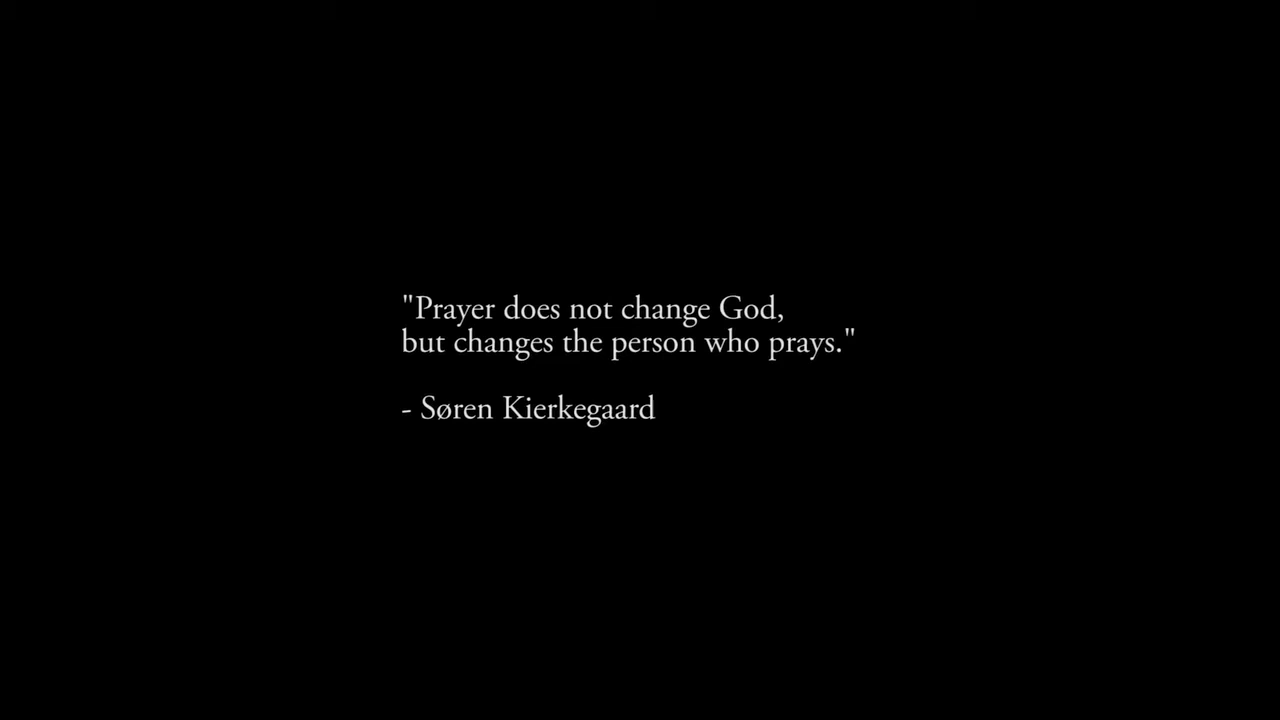 "Prayer does not change God,
but changes the person who prays."
- Søren Kierkegaard